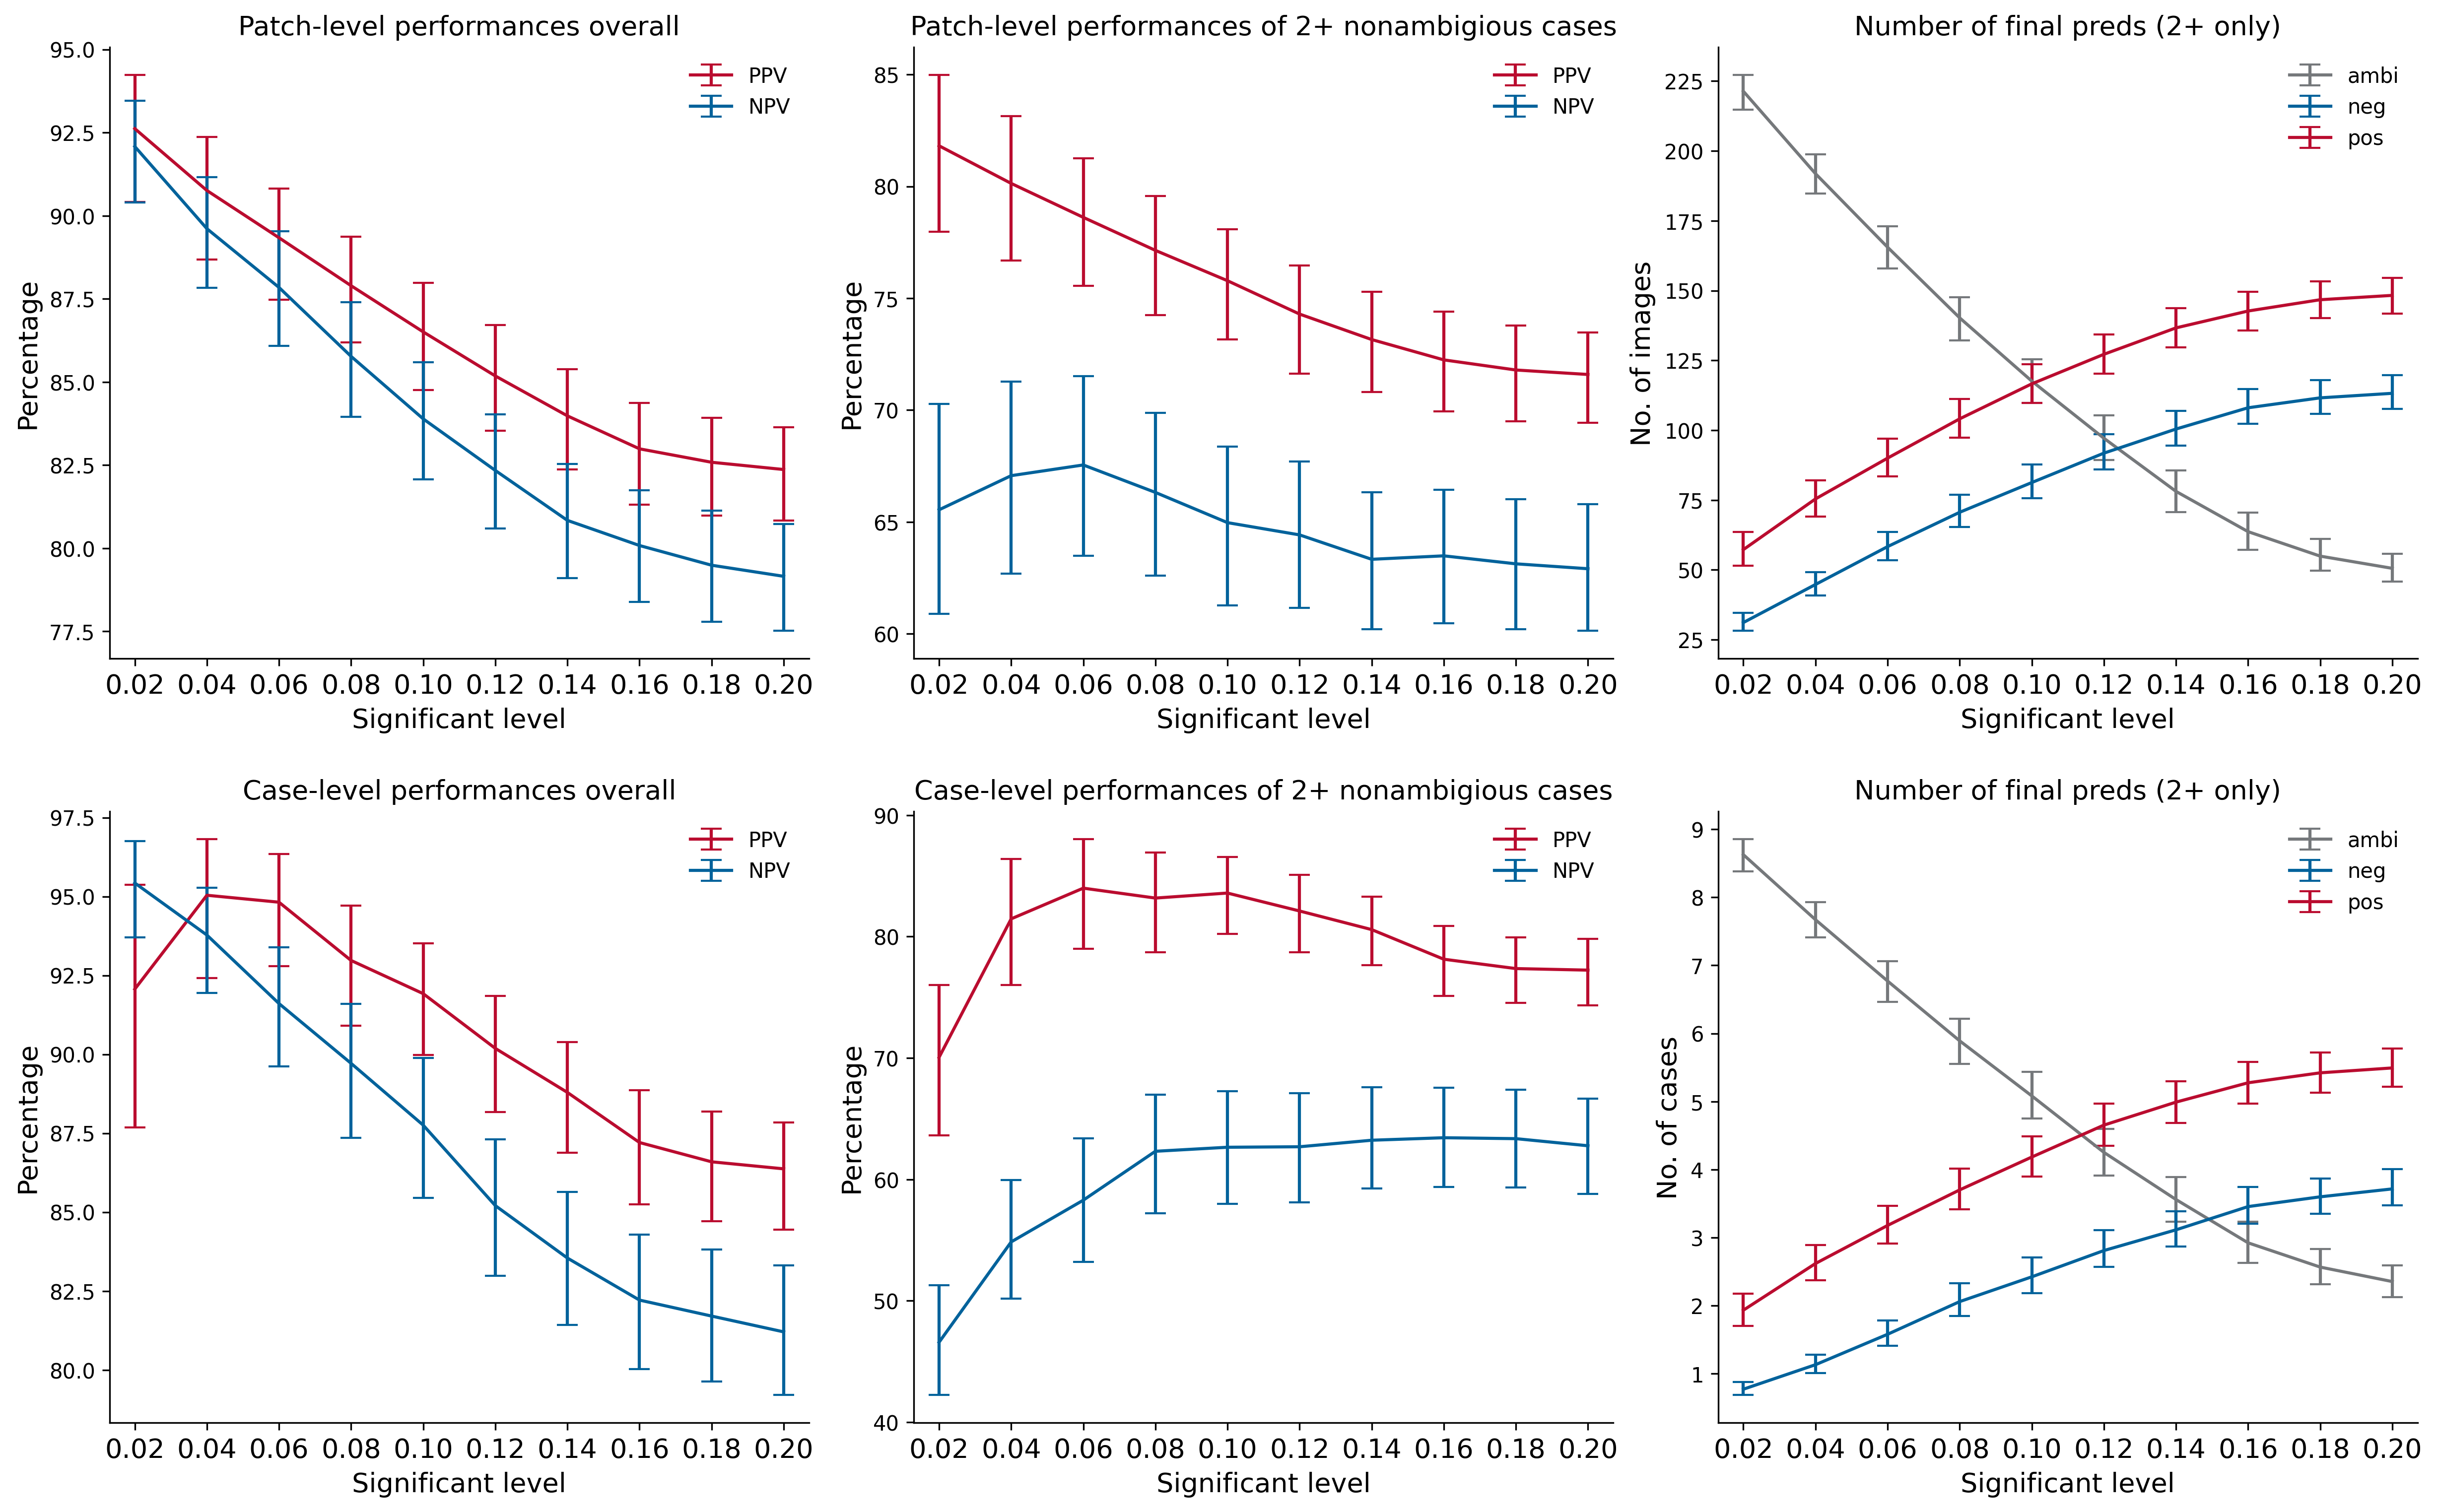 Patch-level performances overall
95.0
92.5
90.0
87.5
85.0
82.5
80.0
77.5
Percentage
PPV
NPV
0.02 0.04 0.06 0.08 0.10 0.12 0.14 0.16 0.18 0.20
Significant level
Patch-level performances of 2+ nonambigious cases
85
80
75
70
65
60
Percentage
PPV
NPV
0.02 0.04 0.06 0.08 0.10 0.12 0.14 0.16 0.18 0.20
Significant level
Number of final preds (2+ only)
225
200
175
150
125
100
75
50
25
No. of images
ambi
neg
pos
0.02 0.04 0.06 0.08 0.10 0.12 0.14 0.16 0.18 0.20
Significant level
Case-level performances overall
97.5
95.0
92.5
90.0
87.5
85.0
82.5
80.0
Percentage
PPV
NPV
0.02 0.04 0.06 0.08 0.10 0.12 0.14 0.16 0.18 0.20
Significant level
Case-level performances of 2+ nonambigious cases
90
80
70
60
50
40
Percentage
PPV
NPV
0.02 0.04 0.06 0.08 0.10 0.12 0.14 0.16 0.18 0.20
Significant level
Number of final preds (2+ only)
9
8
7
6
5
4
3
2
1
No. of cases
ambi
neg
pos
0.02 0.04 0.06 0.08 0.10 0.12 0.14 0.16 0.18 0.20
Significant level